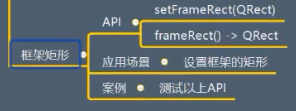 API
setFrameRect(QRect)
frameRect() -> QRect
框架矩形
应用场景
设置框架的矩形
案例
测试以上API